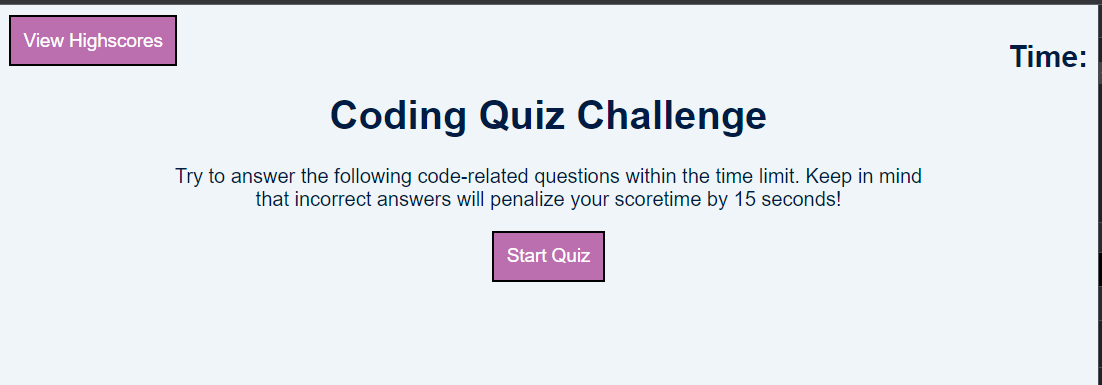 View Highscores
Time:
Coding Quiz Challenge
Try to answer the following code-related questions within the time limit. Keep in mind
that incorrect answers will penalize your scoretime by 15 seconds!
Start Quiz